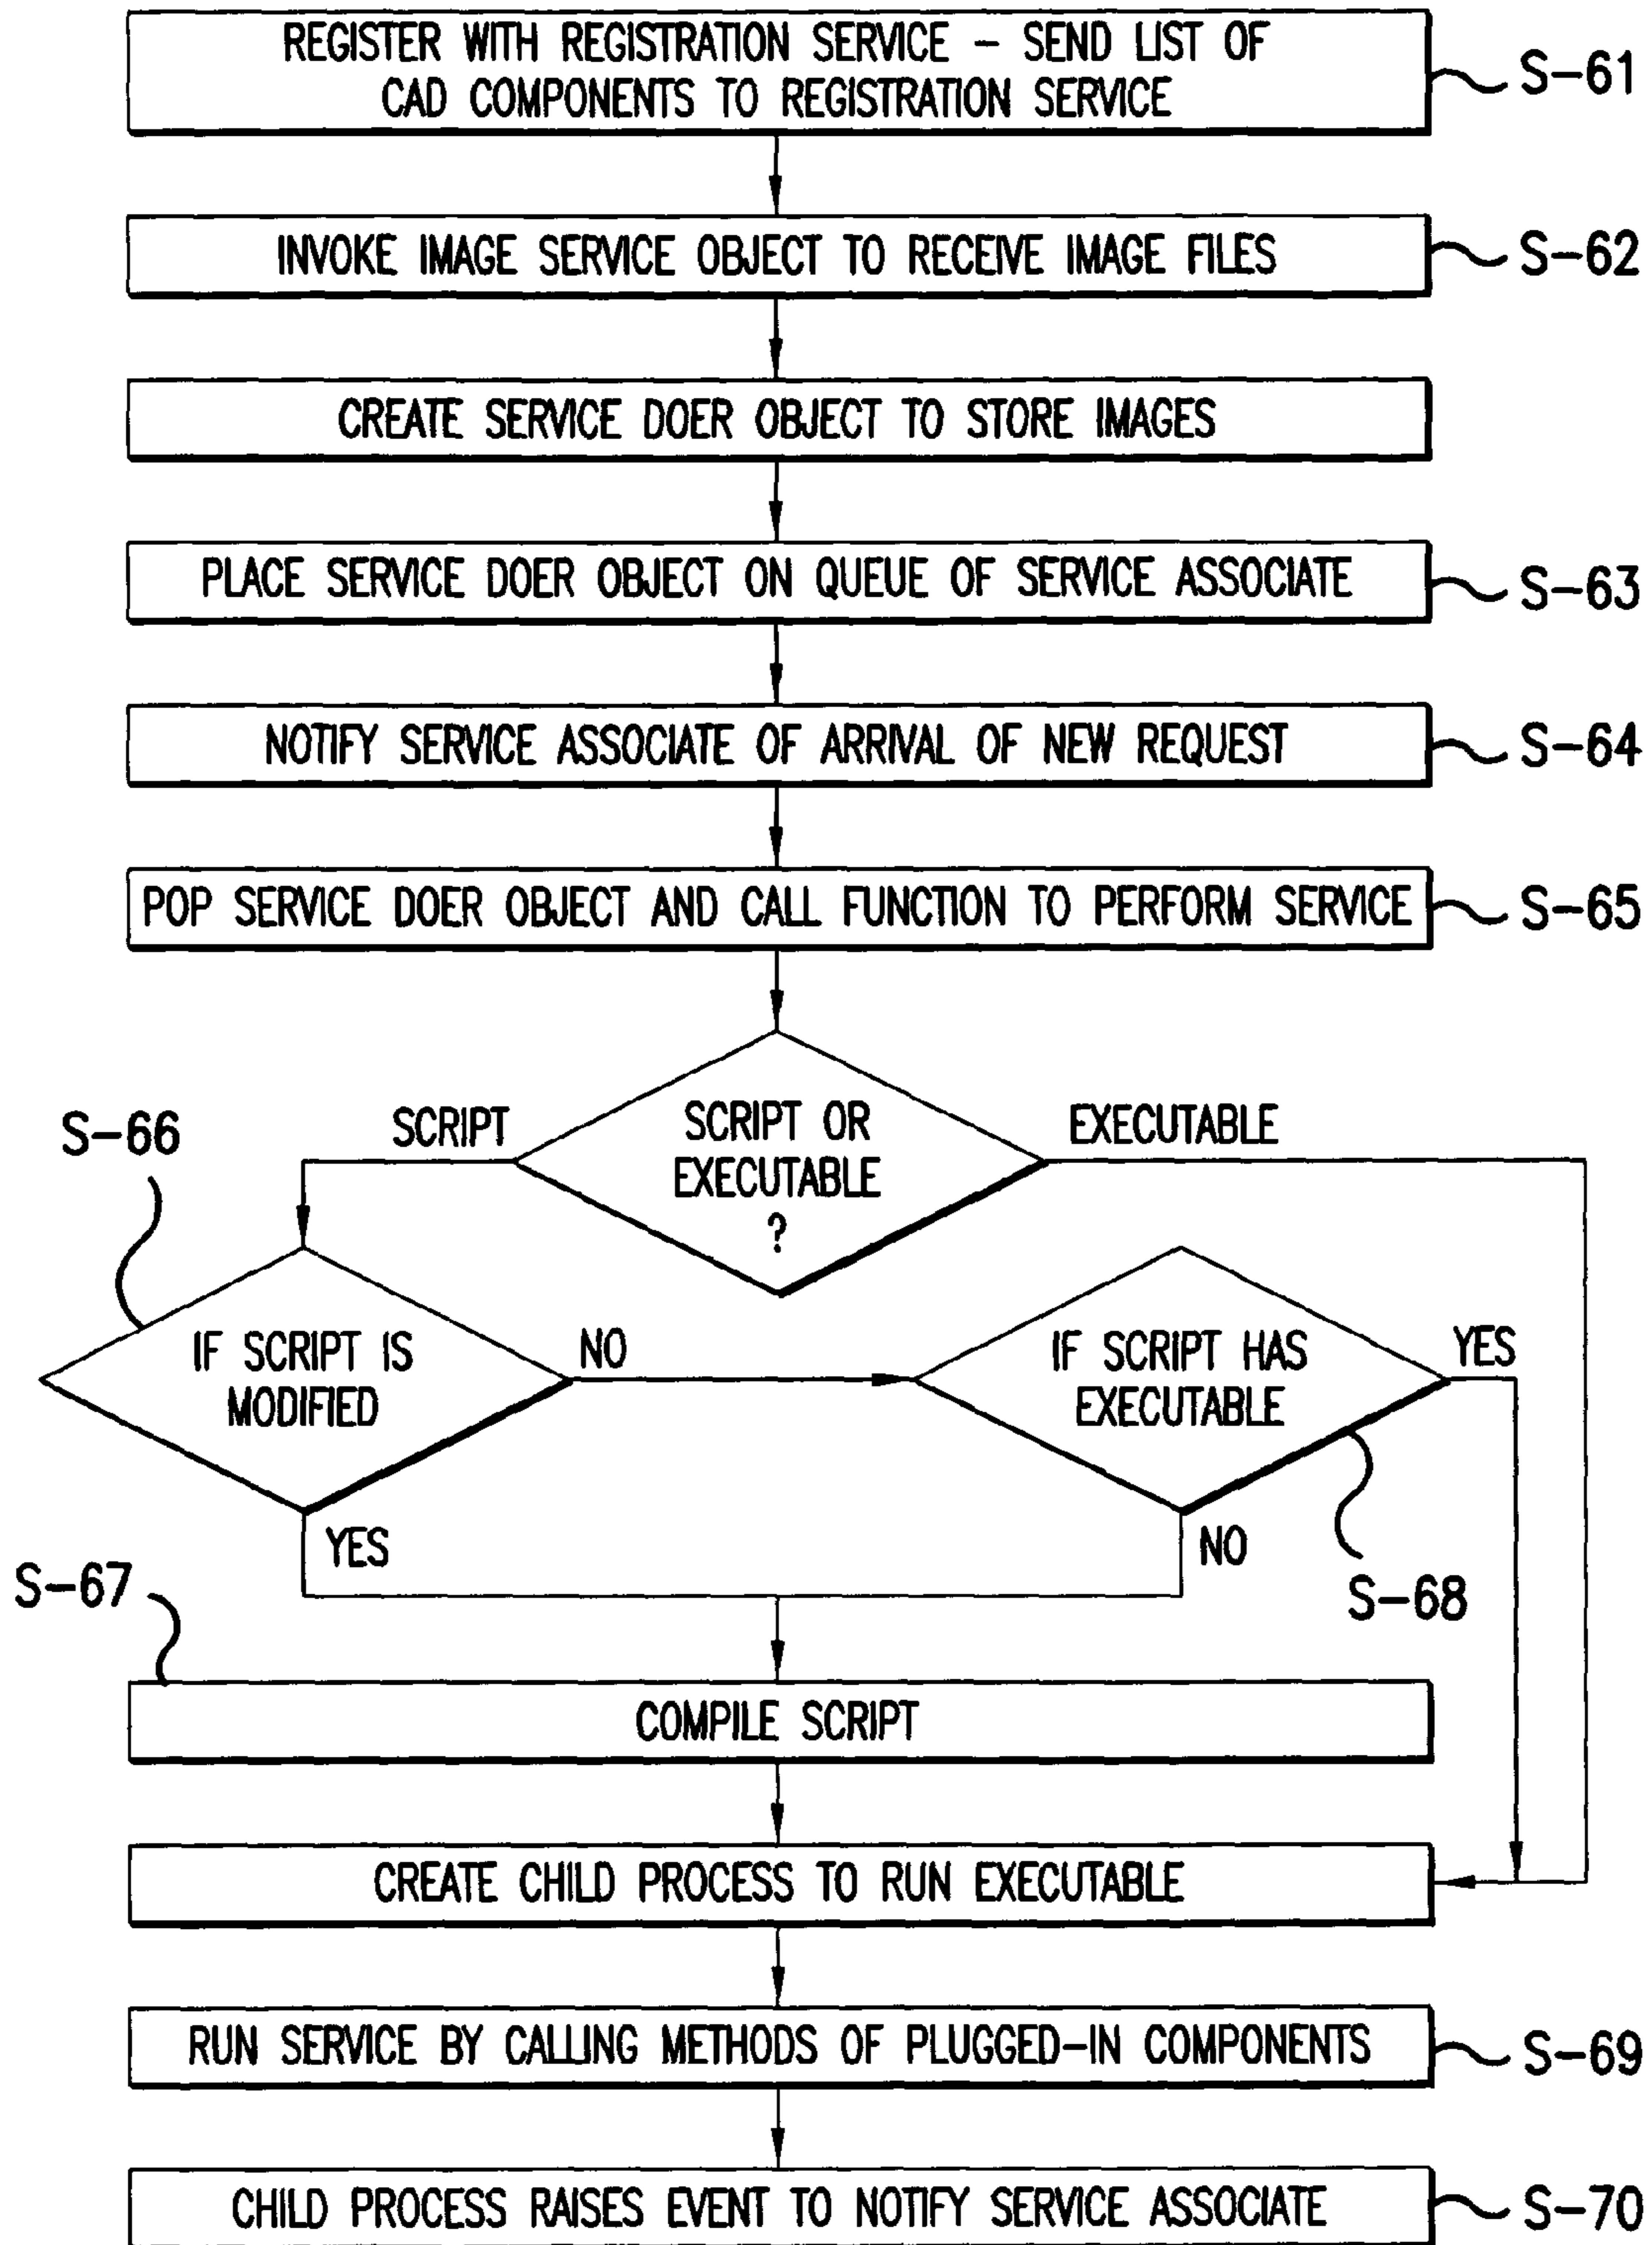 REGISTER WITH REGISTRATION SERVICE – SEND LIST OF
CAD COMPONENTS TO REGISTRATION SERVICE
S-61
INVOKE IMAGE SERVICE OBJECT TO RECEIVE IMAGE FILES
S-62
CREATE SERVICE DOER OBJECT TO STORE IMAGES
PLACE SERVICE DOER OBJECT ON QUEUE OF SERVICE ASSOCIATE
S-63
NOTIFY SERVICE ASSOCIATE OF ARRIVAL OF NEW REQUEST
S-64
POP SERVICE DOER OBJECT AND CALL FUNCTION TO PERFORM SERVICE
S-65
SCRIPT OR
EXECUTABLE
?
SCRIPT
EXECUTABLE
S-66
IF SCRIPT IS
MODIFIED
NO
YES
IF SCRIPT HAS
EXECUTABLE
YES
NO
S-68
S-67
COMPILE SCRIPT
CREATE CHILD PROCESS TO RUN EXECUTABLE
RUN SERVICE BY CALLING METHODS OF PLUGGED-IN COMPONENTS
S-69
CHILD PROCESS RAISES EVENT TO NOTIFY SERVICE ASSOCIATE
S-70